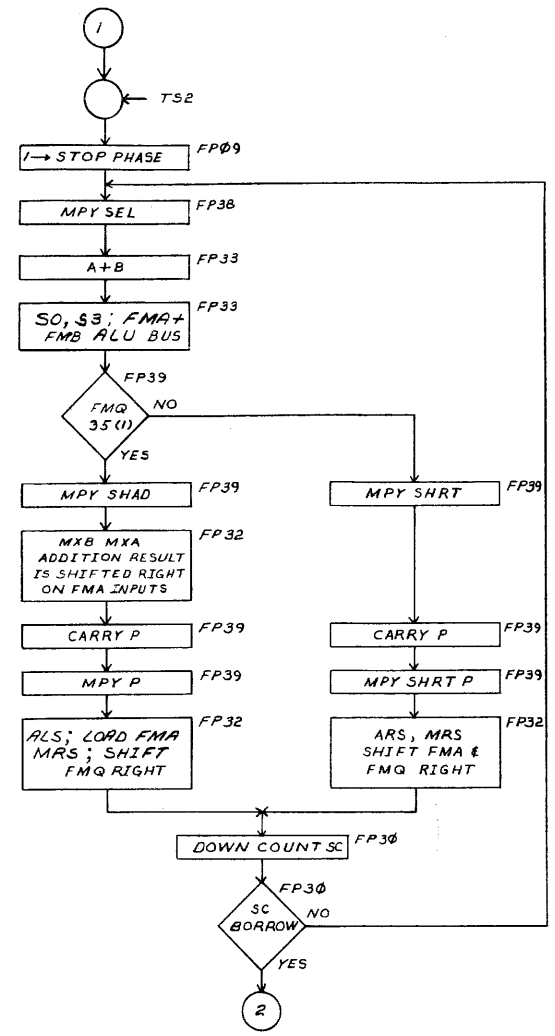 1
TS2
1→ STOP PHASE
FPØ9
MPY SEL
FP38
A+B
FP33
S0, S3; FMA+
FMB ALU BUS
FP33
FP39
FMQ
35(1)
NO
YES
MPY SHAD
FP39
MPY SHRT
FP39
MXB MXA
ADDITION RESULT
IS SHIFTED RIGHT
ON FMA INPUTS
FP32
CARRY P
FP39
CARRY P
FP39
MPY P
FP39
MPY SHRT P
FP39
ALS; LOAD FMA
MRS; SHIFT
FMQ RIGHT
FP32
ARS, MRS
SHIFT FMA &
FMQ RIGHT
FP32
DOWN COUNT SC
FP3Ø
FP3Ø
SC
BORROW
NO
YES
2